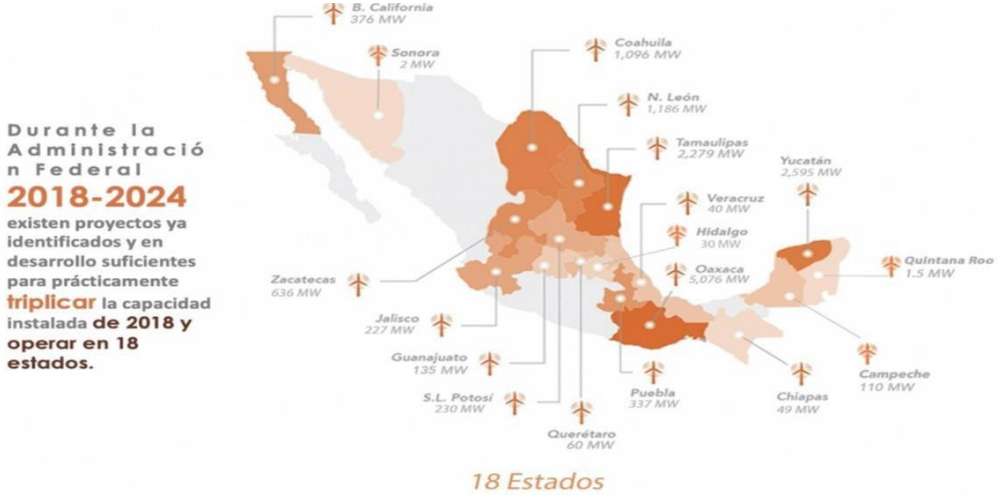 Durante la
Administració
n Federal
2018-2024
existen proyectos ya
identificados y en
desarrollo suficientes
para prácticamente
triplicar la capacidad
instalada de 2018 y
operar en 18
estados.
B. California
376 MW
Sonora
2 MW
Coahuila
1,096 MW
N. León
1,186 MW
Tamaulipas
2,279 MW
Yucatán
2,595 MW
Veracruz
40 MW
Hidalgo
30 MW
Oaxaca
5,076 MW
Quintana Roo
1.5 MW
Zacatecas
636 MW
Jalisco
227 MW
Guanajuato
135 MW
S.L. Potosí
230 MW
Querétaro
60 MW
Puebla
337 MW
Chiapas
49 MW
Campeche
110 MW
18 Estados